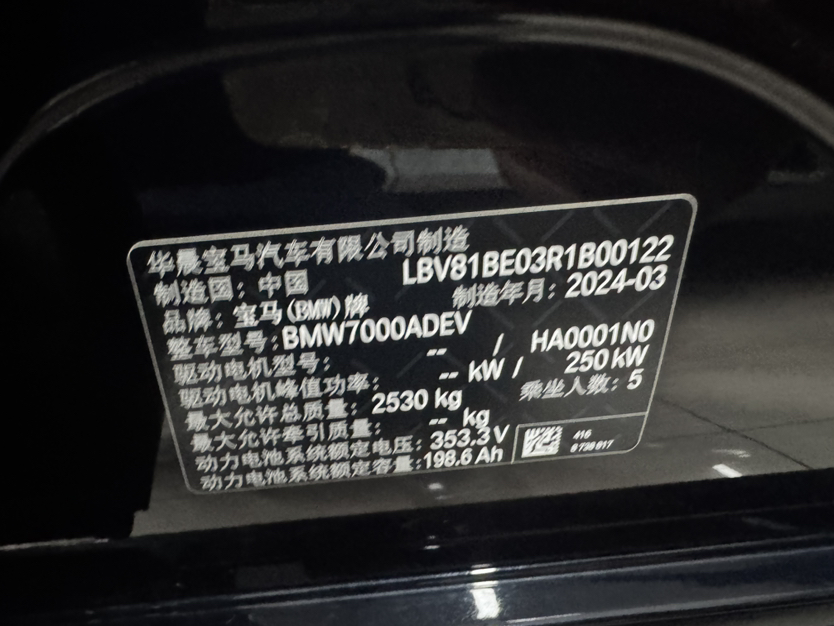 华晨宝马汽车有限公司制造
LBV81BE03R1B00122
制造国: 中国
制造年月: 2024-03
品牌: 宝马(BMW)牌
整车型号: BMW7000ADEV
驱动电机型号: -- / HA0001N0
驱动电机峰值功率: -- kW / 250 kW
最大允许总质量: 2530 kg
乘坐人数: 5
最大允许牵引质量: -- kg
动力电池系统额定电压: 353.3 V
动力电池系统额定容量: 198.6 Ah
416